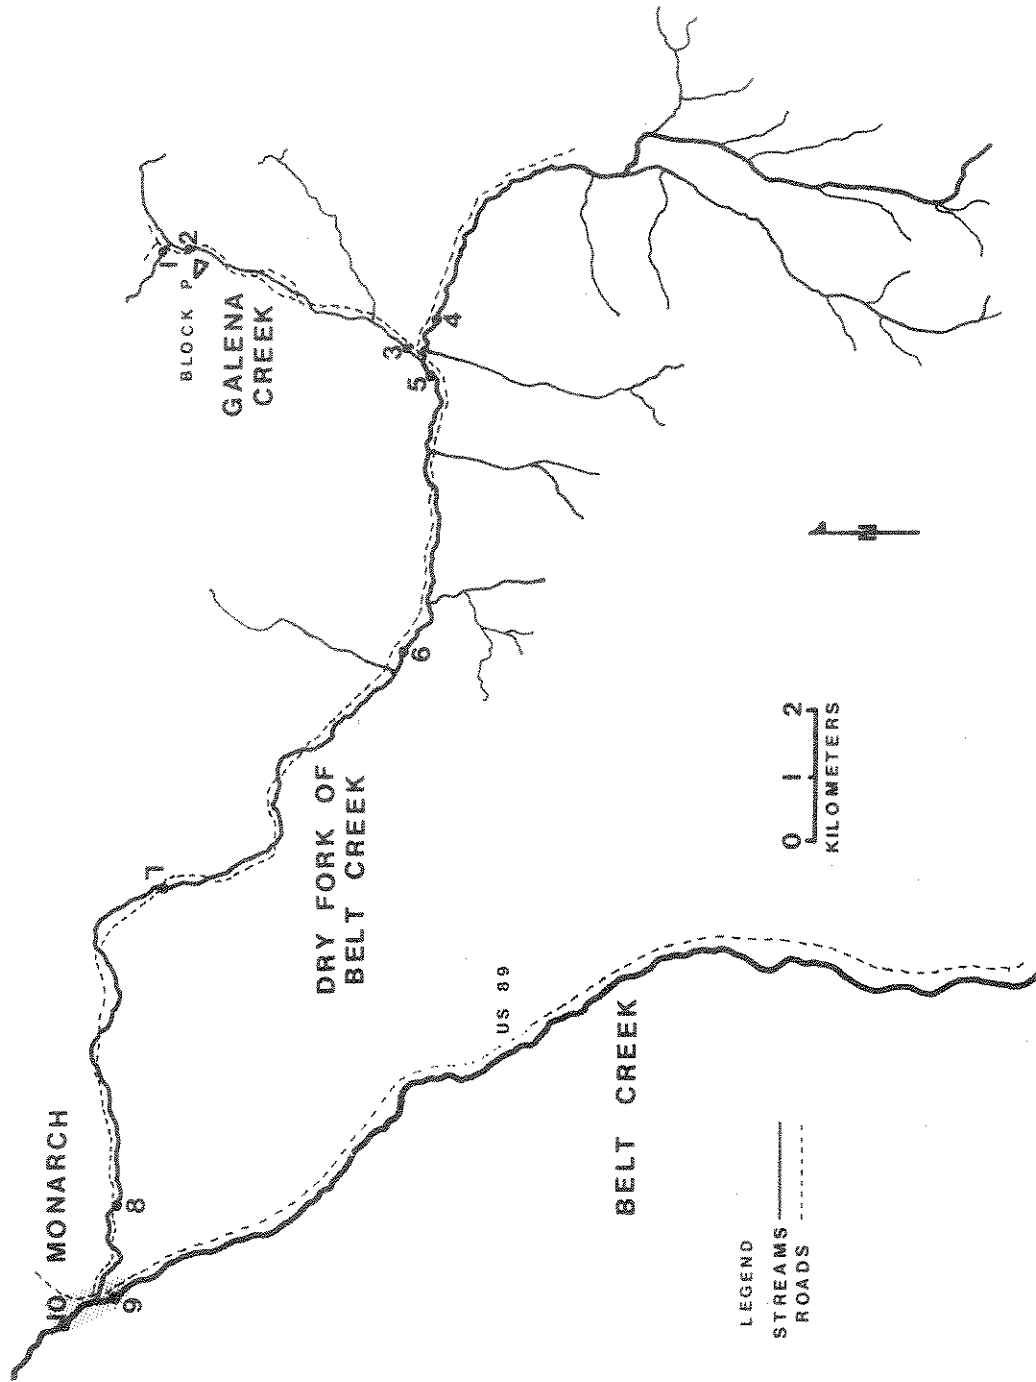 MONARCH
10
9
8
7
6
5
4
3
2
1
BLOCK P
GALENA
CREEK
DRY FORK OF
BELT CREEK
US 89
BELT CREEK
N
0 1 2
KILOMETERS
LEGEND
STREAMS
ROADS